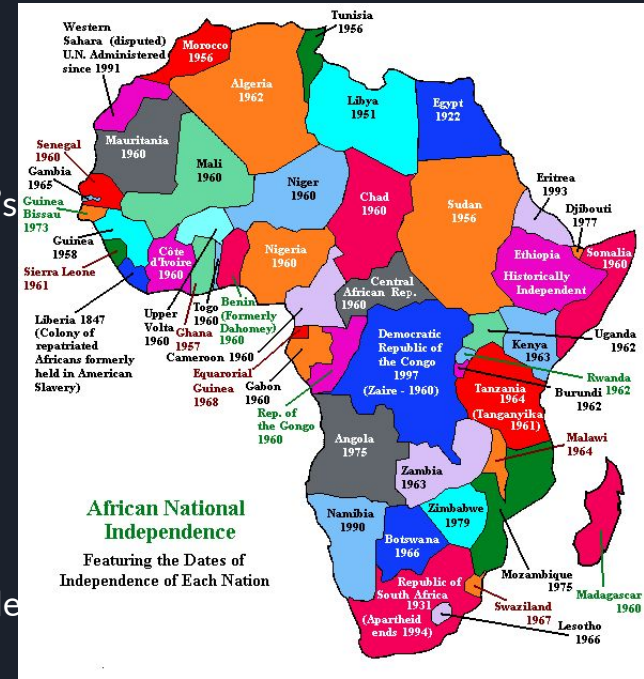 Western
Sahara (disputed)
U.N. Administered
since 1991
Morocco
1956
Tunisia
1956
Algeria
1962
Libya
1951
Egypt
1922
Mauritania
1960
Mali
1960
Niger
1960
Chad
1960
Sudan
1956
Eritrea
1993
Djibouti
1977
Senegal
1960
Gambia
1965
's
Guinea
Bissau
1973
Guinea
1958
Sierra Leone
1961
Côte
d'Ivoire
1960
Nigeria
1960
Central
African Rep.
1960
Ethiopia
Historically
Independent
Somalia
1960
Liberia 1847
(Colony of
repatriated
Africans formerly
held in American
Slavery)
Upper
Volta
1960
Togo
1960
Ghana
1957
Benin
(Formerly
Dahomey)
1960
Cameroon 1960
Equarorial
Guinea
1968
Gabon
1960
Rep. of
the Gongo
1960
Democratic
Republic of
the Congo
1997
(Zaire - 1960)
Uganda
1962
Kenya
1963
Rwanda
1962
Burundi
1962
Tanzania
1964
(Tanganyika
1961)
Angola
1975
Zambia
1963
Malawi
1964
Namibia
1990
Botswana
1966
Zimbabwe
1979
Mozambique
1975
Madagascar
1960
Republic of
South Africa
1931
(Apartheid
ends 1994)
Swaziland
1967
Lesotho
1966
African National
Independence
Featuring the Dates of
Independence of Each Nation
le